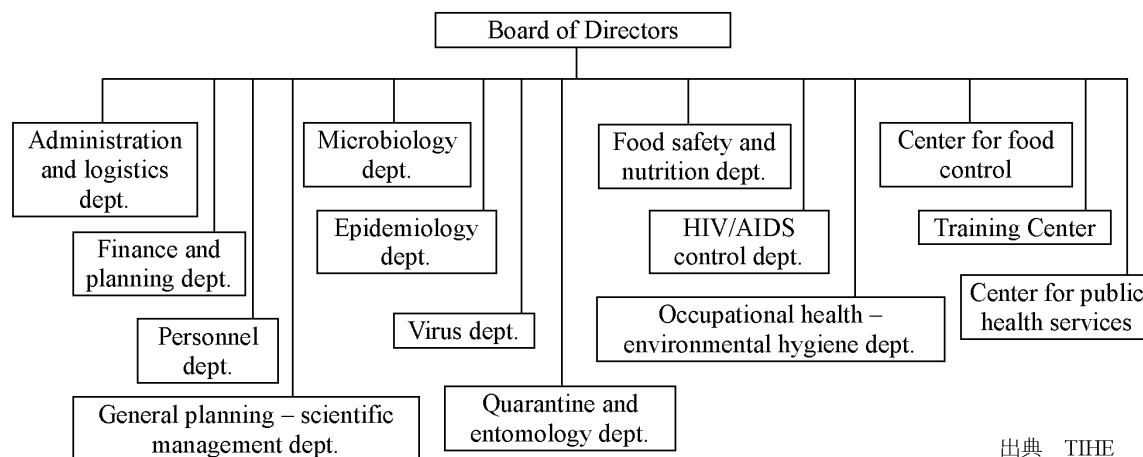 Board of Directors
Administration
and logistics
dept.
Finance and
planning dept.
Personnel
dept.
General planning – scientific
management dept.
Microbiology
dept.
Epidemiology
dept.
Virus dept.
Quarantine and
entomology dept.
Food safety and
nutrition dept.
HIV/AIDS
control dept.
Occupational health –
environmental hygiene dept.
Center for food
control
Training Center
Center for public
health services
出典　TIHE